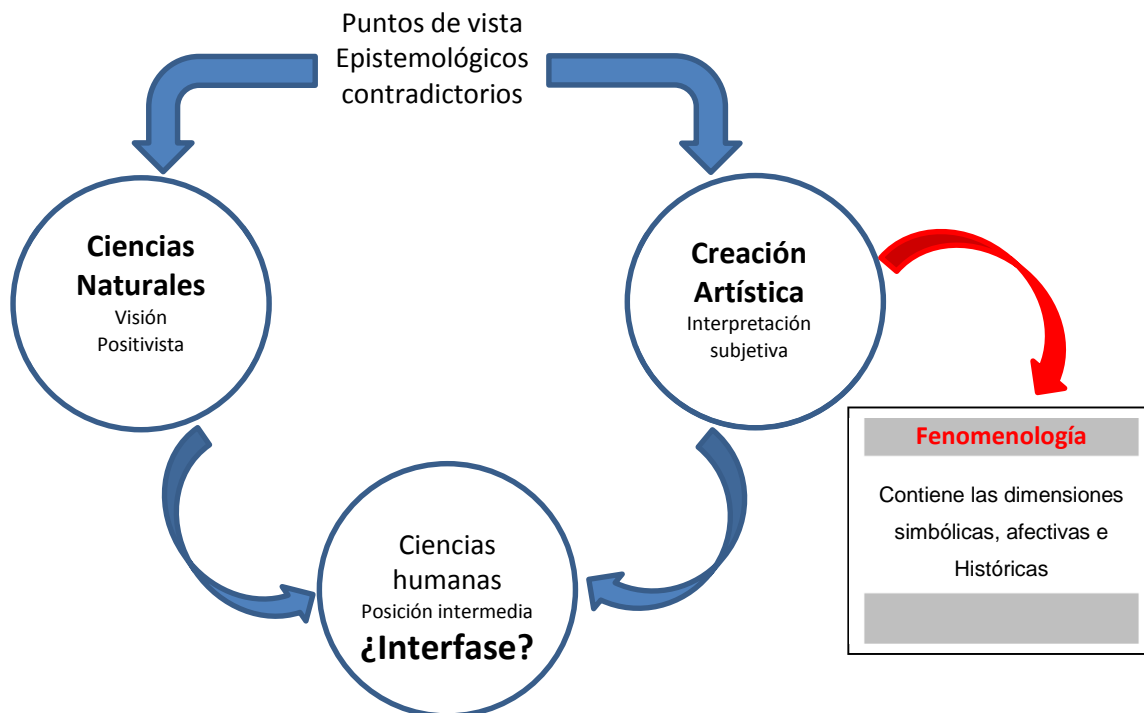 Puntos de vista
Epistemológicos
contradictorios
Ciencias
Naturales
Visión
Positivista
Creación
Artística
Interpretación
subjetiva
Fenomenología
Contiene las dimensiones
simbólicas, afectivas e
Históricas
Ciencias
humanas
Posición intermedia
¿Interfase?